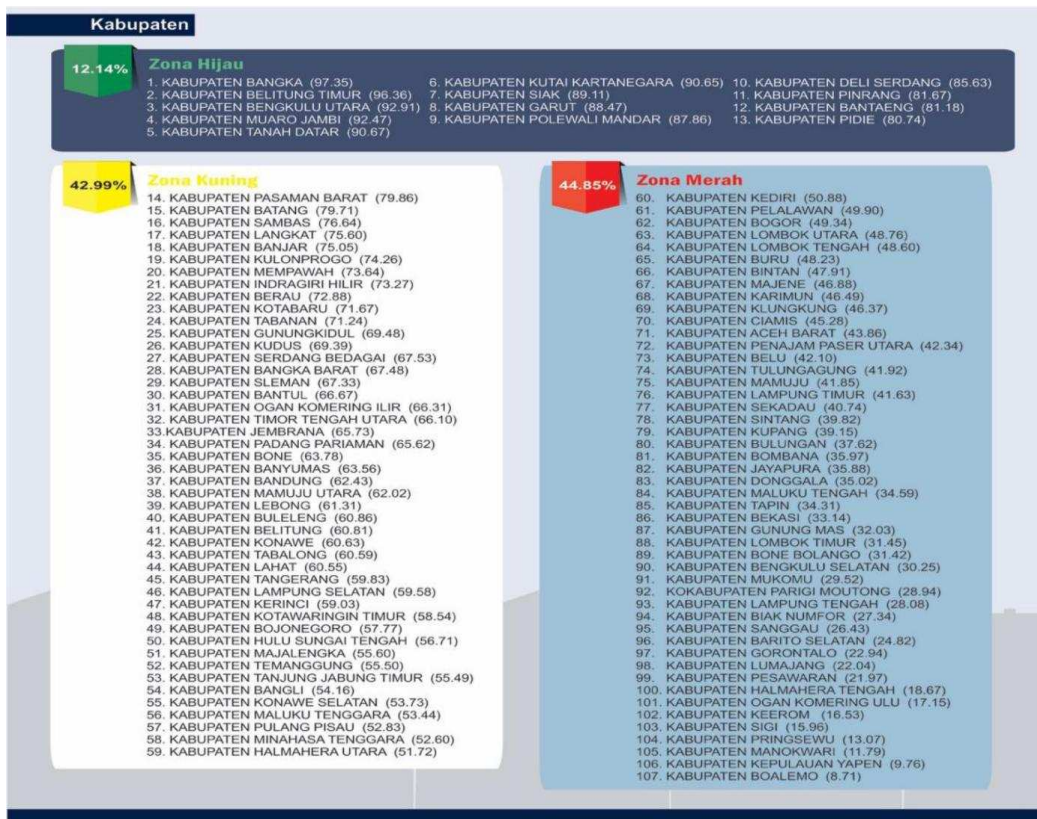 Kabupaten
12.14%
Zona Hijau
1. KABUPATEN BANGKA (97.35)
2. KABUPATEN BELITUNG TIMUR (96.36)
3. KABUPATEN BENGKULU UTARA (92.91)
4. KABUPATEN MUARO JAMBI (92.47)
5. KABUPATEN TANAH DATAR (90.67)
6. KABUPATEN KUTAI KARTANEGARA (90.65)
7. KABUPATEN SIAK (89.11)
8. KABUPATEN GARUT (88.47)
9. KABUPATEN POLEWALI MANDAR (87.86)
10. KABUPATEN DELI SERDANG (85.63)
11. KABUPATEN PINRANG (81.67)
12. KABUPATEN BANTAENG (81.18)
13. KABUPATEN PIDIE (80.74)
42.99%
Zona Kuning
14. KABUPATEN PASAMAN BARAT (79.86)
15. KABUPATEN BATANG (79.71)
16. KABUPATEN SAMBAS (76.64)
17. KABUPATEN LANGKAT (75.60)
18. KABUPATEN BANJAR (75.05)
19. KABUPATEN KULONPROGO (74.26)
20. KABUPATEN MEMPAWAH (73.64)
21. KABUPATEN INDRAGIRI HILIR (73.27)
22. KABUPATEN BERAU (72.88)
23. KABUPATEN KOTABARU (71.67)
24. KABUPATEN TABANAN (71.24)
25. KABUPATEN GUNUNGKIDUL (69.48)
26. KABUPATEN KUDUS (69.39)
27. KABUPATEN SERDANG BEDAGAI (67.53)
28. KABUPATEN BANGKA BARAT (67.48)
29. KABUPATEN SLEMAN (67.33)
30. KABUPATEN BANTUL (66.67)
31. KABUPATEN OGAN KOMERING ILIR (66.31)
32. KABUPATEN TIMOR TENGAH UTARA (66.10)
33.KABUPATEN JEMBRANA (65.73)
34. KABUPATEN PADANG PARIAMAN (65.62)
35. KABUPATEN BONE (63.78)
36. KABUPATEN BANYUMAS (63.56)
37. KABUPATEN BANDUNG (62.43)
38. KABUPATEN MAMUJU UTARA (62.02)
39. KABUPATEN LEBONG (61.31)
40. KABUPATEN BULELENG (60.86)
41. KABUPATEN BELITUNG (60.81)
42. KABUPATEN KONAWE (60.63)
43. KABUPATEN TABALONG (60.59)
44. KABUPATEN LAHAT (60.55)
45. KABUPATEN TANGERANG (59.83)
46. KABUPATEN LAMPUNG SELATAN (59.58)
47. KABUPATEN KERINCI (59.03)
48. KABUPATEN KOTAWARINGIN TIMUR (58.54)
49. KABUPATEN BOJONEGORO (57.77)
50. KABUPATEN HULU SUNGAI TENGAH (56.71)
51. KABUPATEN MAJALENGKA (55.60)
52. KABUPATEN TEMANGGUNG (55.50)
53. KABUPATEN TANJUNG JABUNG TIMUR (55.49)
54. KABUPATEN BANGLI (54.16)
55. KABUPATEN KONAWE SELATAN (53.73)
56. KABUPATEN MALUKU TENGGARA (53.44)
57. KABUPATEN PULANG PISAU (52.83)
58. KABUPATEN MINAHASA TENGGARA (52.60)
59. KABUPATEN HALMAHERA UTARA (51.72)
44.85%
Zona Merah
60. KABUPATEN KEDIRI (50.88)
61. KABUPATEN PELALAWAN (49.90)
62. KABUPATEN BOGOR (49.34)
63. KABUPATEN LOMBOK UTARA (48.76)
64. KABUPATEN LOMBOK TENGAH (48.60)
65. KABUPATEN BURU (48.23)
66. KABUPATEN BINTAN (47.91)
67. KABUPATEN MAJENE (46.88)
68. KABUPATEN KARIMUN (46.49)
69. KABUPATEN KLUNGKUNG (46.37)
70. KABUPATEN CIAMIS (45.28)
71. KABUPATEN ACEH BARAT (43.86)
72. KABUPATEN PENAJAM PASER UTARA (42.34)
73. KABUPATEN BELU (42.10)
74. KABUPATEN TULUNGAGUNG (41.92)
75. KABUPATEN MAMUJU (41.85)
76. KABUPATEN LAMPUNG TIMUR (41.63)
77. KABUPATEN SEKADAU (40.74)
78. KABUPATEN SINTANG (39.82)
79. KABUPATEN KUPANG (39.15)
80. KABUPATEN BULUNGAN (37.62)
81. KABUPATEN BOMBANA (35.97)
82. KABUPATEN JAYAPURA (35.88)
83. KABUPATEN DONGGALA (35.02)
84. KABUPATEN MALUKU TENGAH (34.59)
85. KABUPATEN TAPIN (34.31)
86. KABUPATEN BEKASI (33.14)
87. KABUPATEN GUNUNG MAS (32.03)
88. KABUPATEN LOMBOK TIMUR (31.45)
89. KABUPATEN BONE BOLANGO (31.42)
90. KABUPATEN BENGKULU SELATAN (30.25)
91. KABUPATEN MUKOMU (29.52)
92. KOKABUPATEN PARIGI MOUTONG (28.94)
93. KABUPATEN LAMPUNG TENGAH (28.08)
94. KABUPATEN BIAK NUMFOR (27.34)
95. KABUPATEN SANGGAU (26.43)
96. KABUPATEN BARITO SELATAN (24.82)
97. KABUPATEN GORONTALO (22.94)
98. KABUPATEN LUMAJANG (22.04)
99. KABUPATEN PESAWARAN (21.97)
100. KABUPATEN HALMAHERA TENGAH (18.67)
101. KABUPATEN OGAN KOMERING ULU (17.15)
102. KABUPATEN KEEROM (16.53)
103. KABUPATEN SIGI (15.96)
104. KABUPATEN PRINGSEWU (13.07)
105. KABUPATEN MANOKWARI (11.79)
106. KABUPATEN KEPULAUAN YAPEN (9.76)
107. KABUPATEN BOALEMO (8.71)